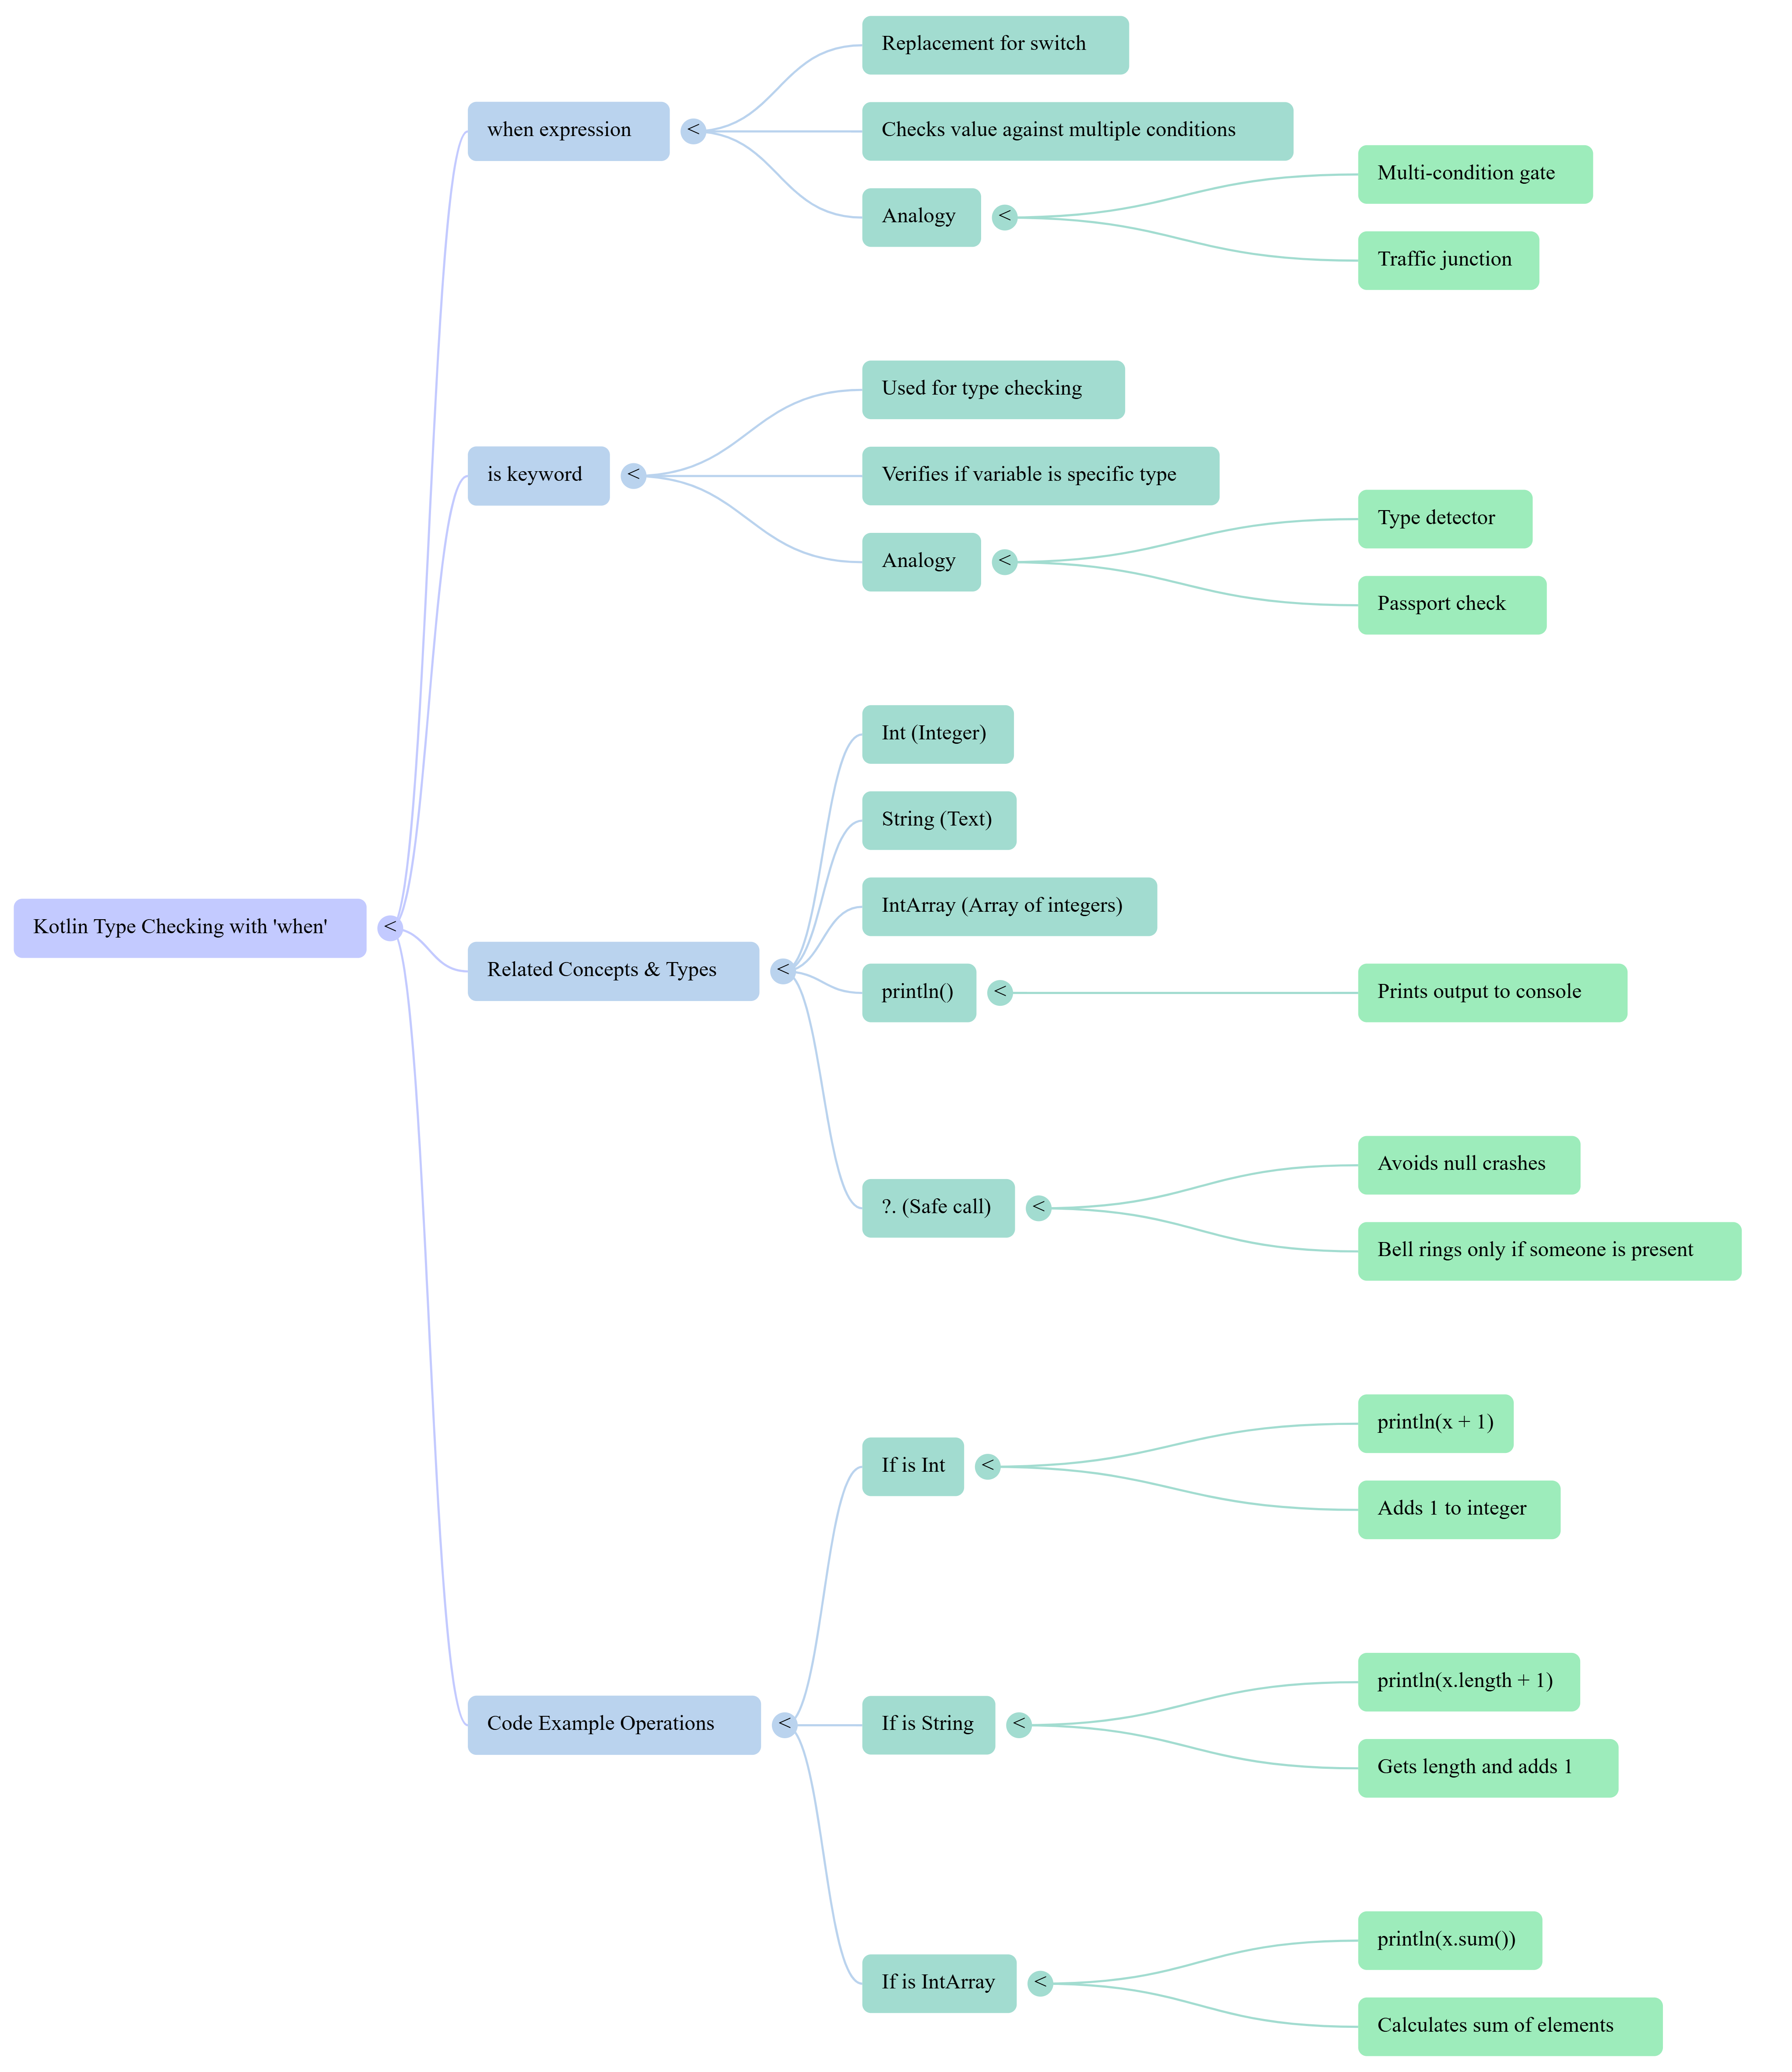 Kotlin Type Checking with 'when'
<
when expression
<
Replacement for switch
Checks value against multiple conditions
Analogy
<
Multi-condition gate
Traffic junction
is keyword
<
Used for type checking
Verifies if variable is specific type
Analogy
<
Type detector
Passport check
Related Concepts & Types
<
Int (Integer)
String (Text)
IntArray (Array of integers)
println()
<
Prints output to console
?. (Safe call)
<
Avoids null crashes
Bell rings only if someone is present
Code Example Operations
<
If is Int
<
println(x + 1)
Adds 1 to integer
If is String
<
println(x.length + 1)
Gets length and adds 1
If is IntArray
<
println(x.sum())
Calculates sum of elements